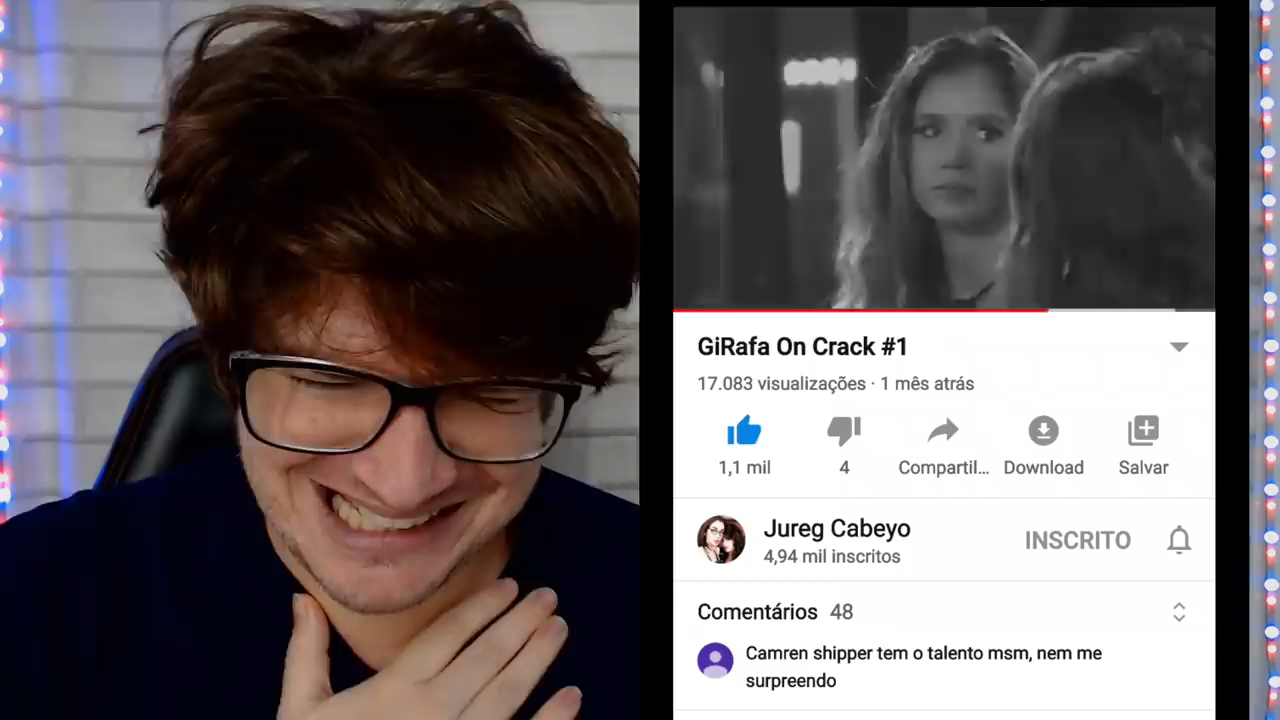 GiRafa On Crack #1
17.083 visualizações · 1 mês atrás
1,1 mil
4
Compartil...
Download
Salvar
Jureg Cabeyo
4,94 mil inscritos
INSCRITO
Comentários 48
Camren shipper tem o talento msm, nem me
surpreendo